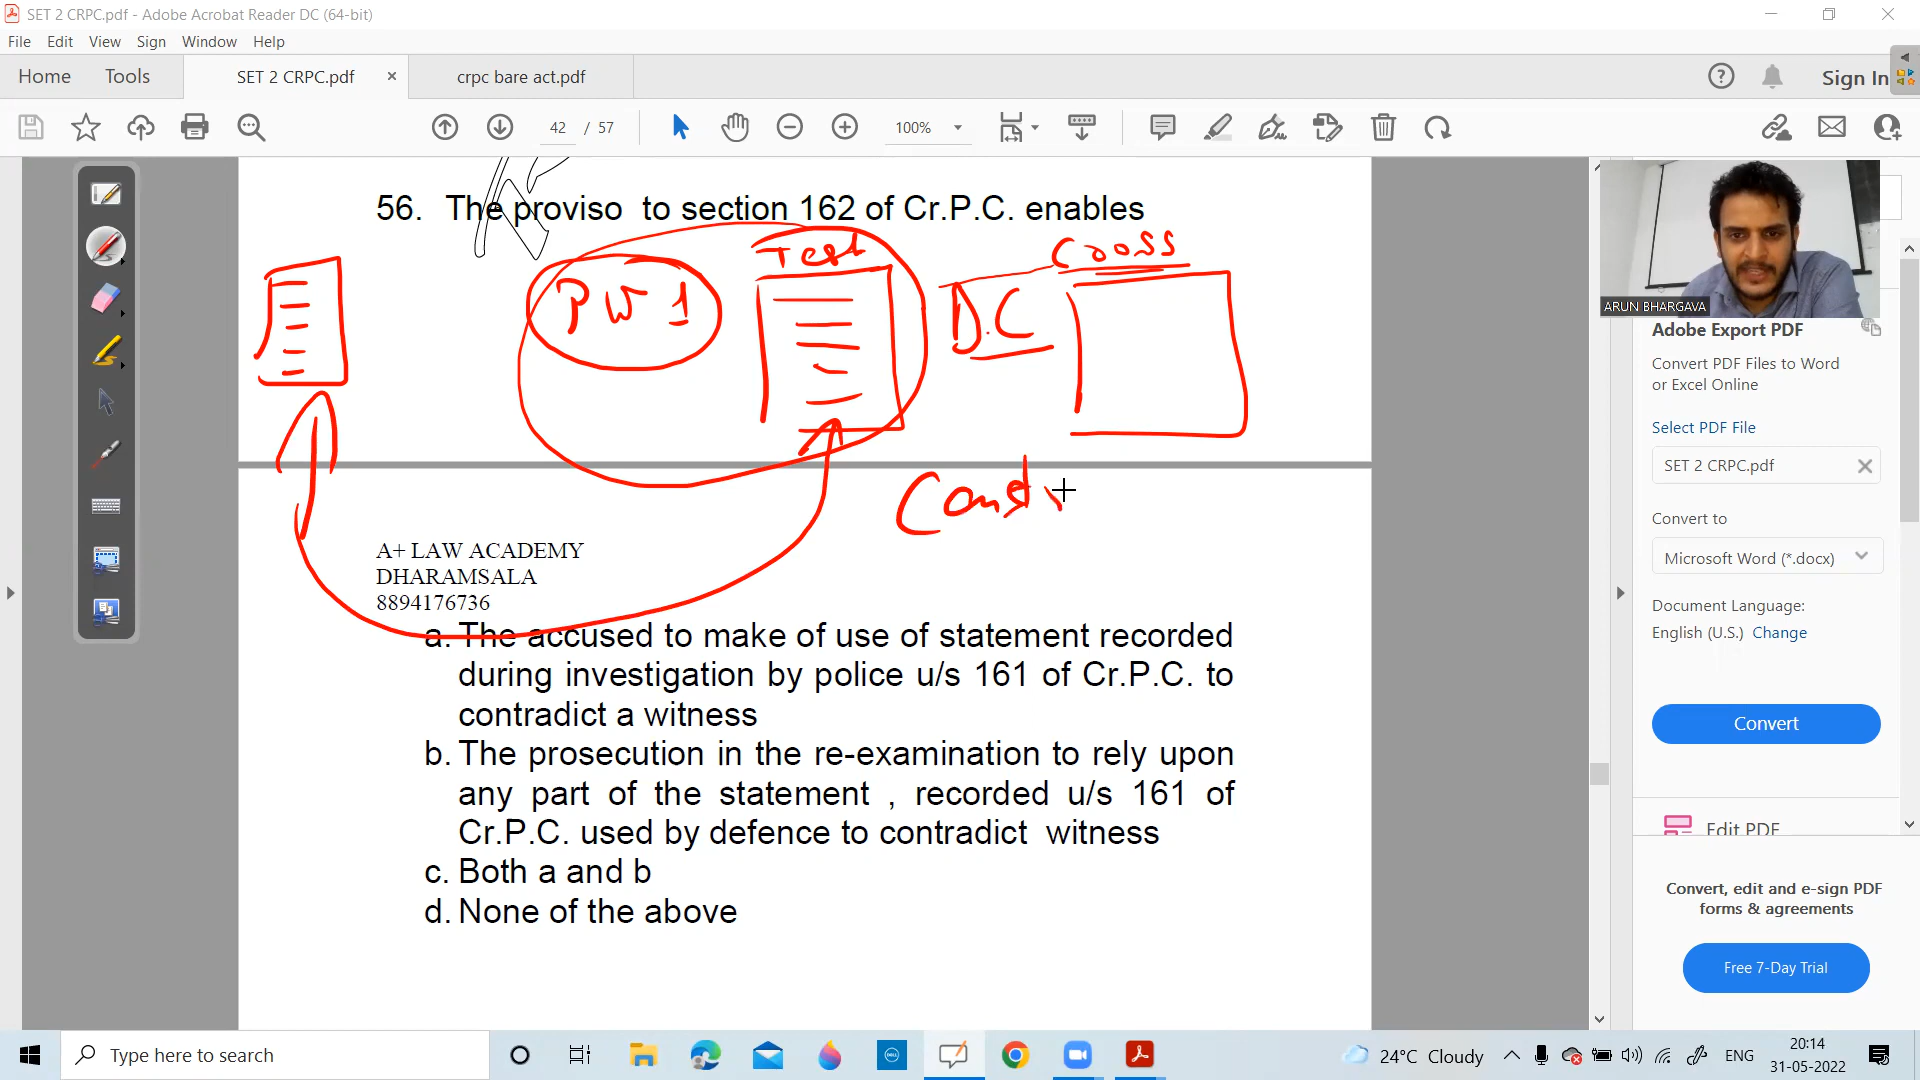 SET 2 CRPC.pdf - Adobe Acrobat Reader DC (64-bit)
File Edit View Sign Window Help
Home Tools SET 2 CRPC.pdf × crpc bare act.pdf Sign In
42 / 57 100%
56. The proviso to section 162 of Cr.P.C. enables
Cross
PW 1
D.C
ARUN BHARGAVA
Adobe Export PDF
Convert PDF Files to Word
or Excel Online
Select PDF File
SET 2 CRPC.pdf
Convert to
Microsoft Word (*.docx)
Document Language:
English (U.S.) Change
Convert
A+ LAW ACADEMY
DHARAMSALA
8894176736
a. The accused to make of use of statement recorded
during investigation by police u/s 161 of Cr.P.C. to
contradict a witness
b. The prosecution in the re-examination to rely upon
any part of the statement , recorded u/s 161 of
Cr.P.C. used by defence to contradict witness
c. Both a and b
d. None of the above
Edit PDF
Convert, edit and e-sign PDF
forms & agreements
Free 7-Day Trial
Type here to search
24°C Cloudy
ENG
20:14
31-05-2022